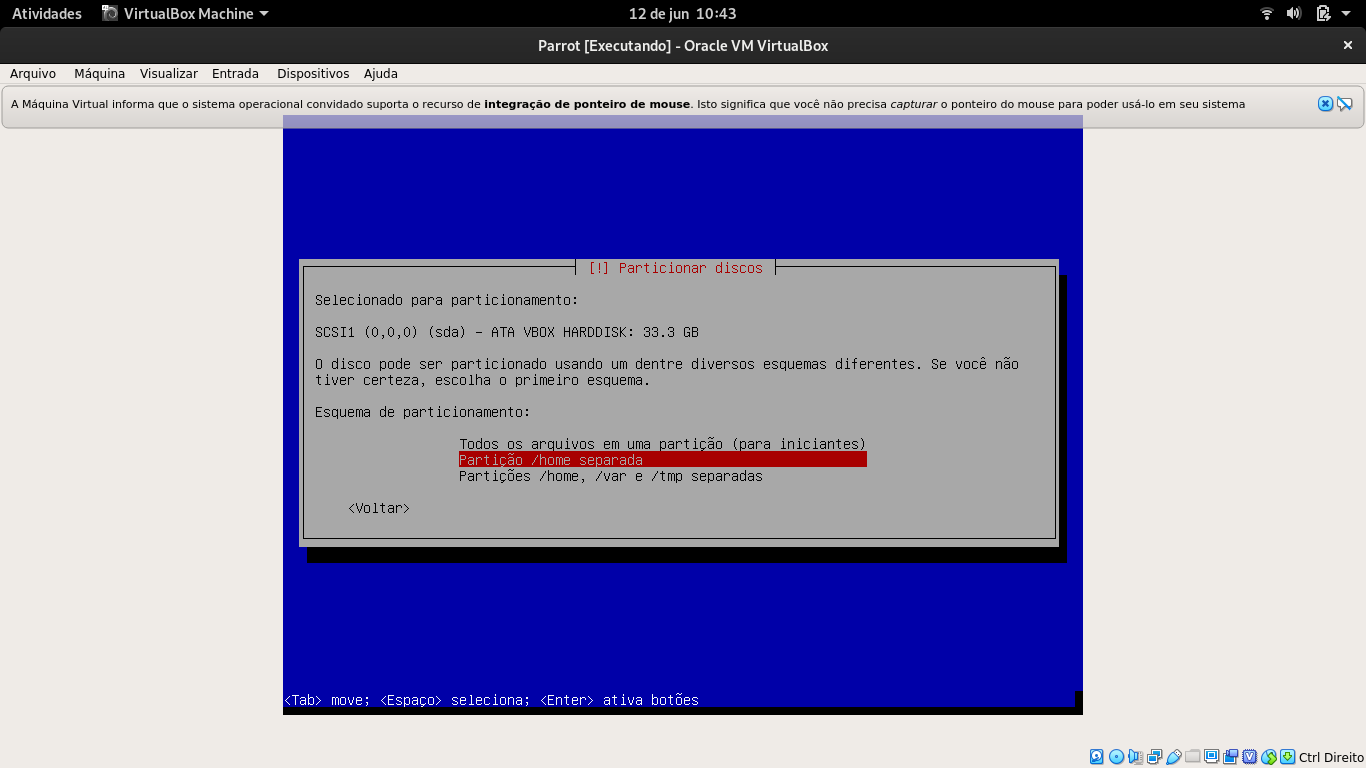 Atividades VirtualBox Machine 12 de jun 10:43
Parrot [Executando] - Oracle VM VirtualBox
Arquivo Máquina Visualizar Entrada Dispositivos Ajuda
A Máquina Virtual informa que o sistema operacional convidado suporta o recurso de integração de ponteiro de mouse. Isto significa que você não precisa capturar o ponteiro do mouse para poder usá-lo em seu sistema
[!] Particionar discos
Selecionado para particionamento:
SCSI1 (0,0,0) (sda) - ATA VBOX HARDDISK: 33.3 GB
O disco pode ser particionado usando um dentre diversos esquemas diferentes. Se você não
tiver certeza, escolha o primeiro esquema.
Esquema de particionamento:
Todos os arquivos em uma partição (para iniciantes)
Partição /home separada
Partições /home, /var e /tmp separadas
<Voltar>
<Tab> move; <Espaço> seleciona; <Enter> ativa botões
Ctrl Direito